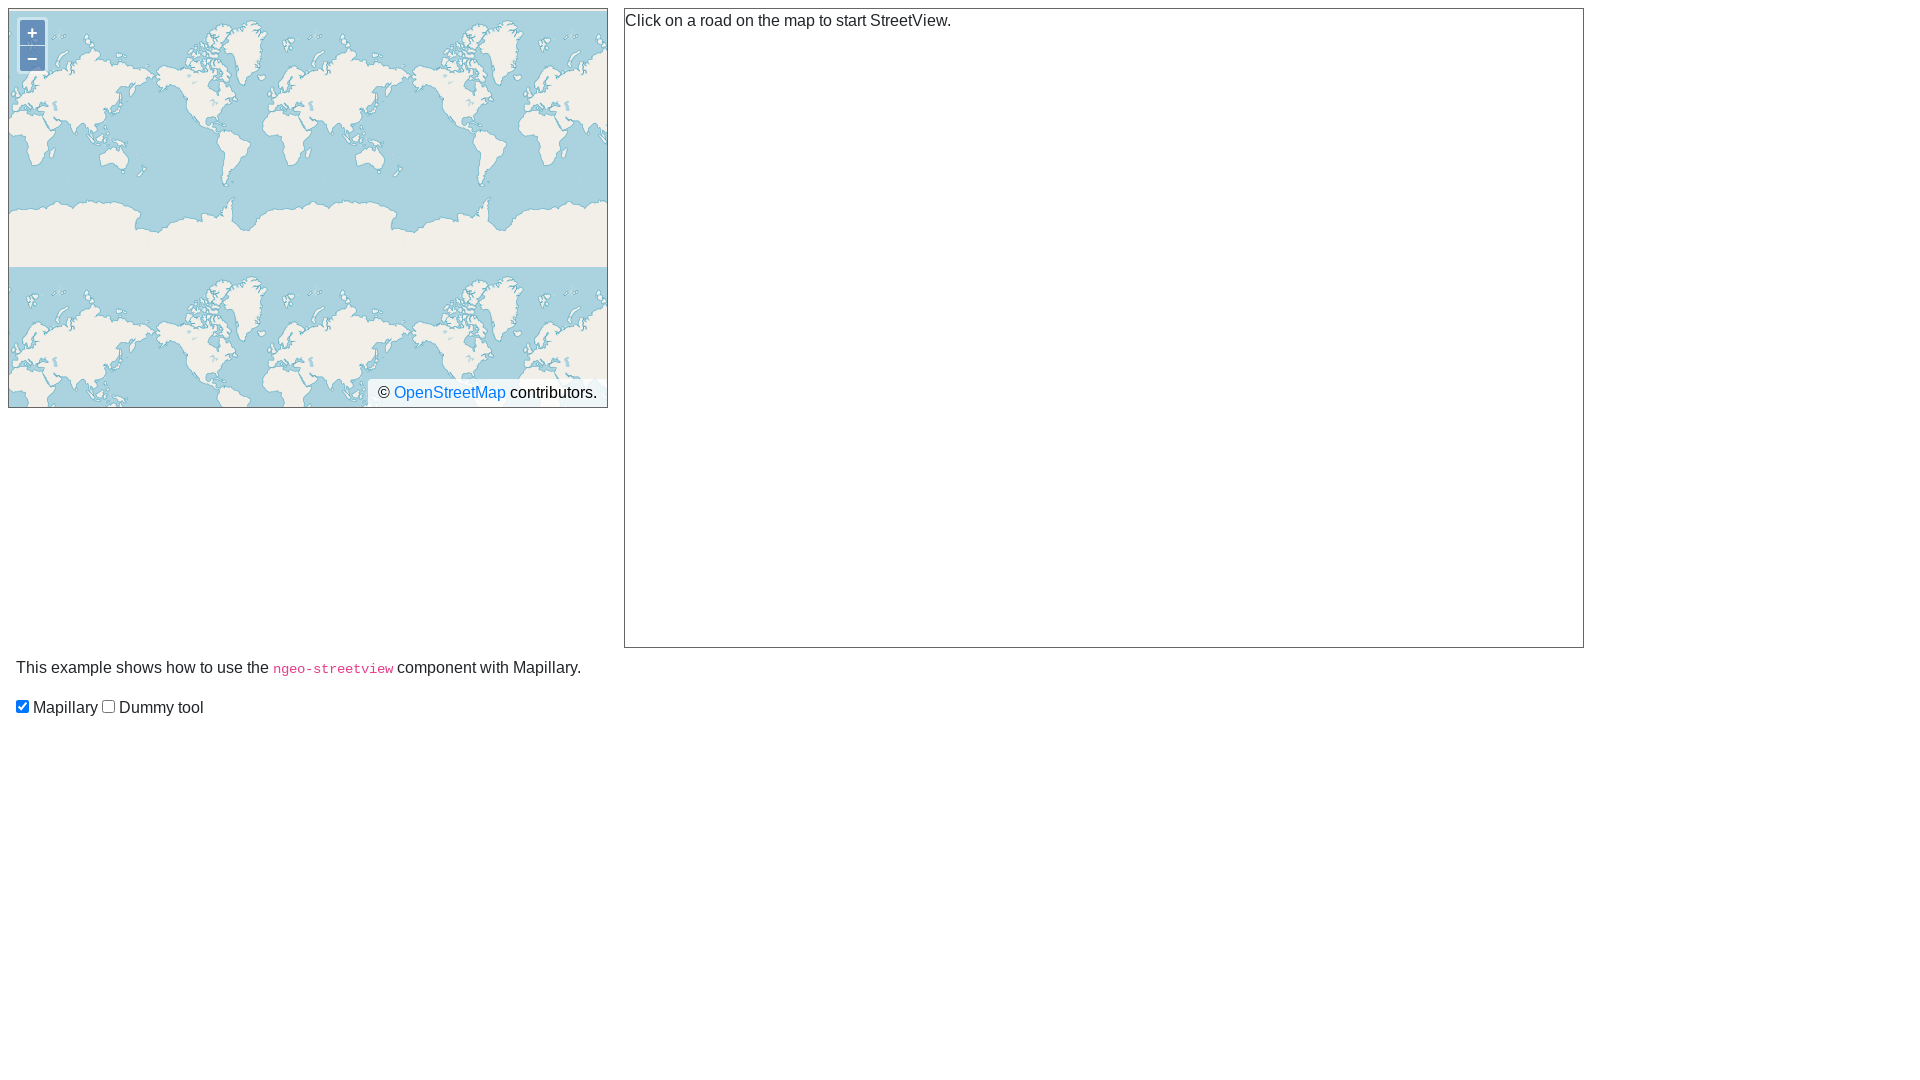 +
−
© OpenStreetMap contributors.
Click on a road on the map to start StreetView.
This example shows how to use the ngeo-streetview component with Mapillary.
Mapillary Dummy tool